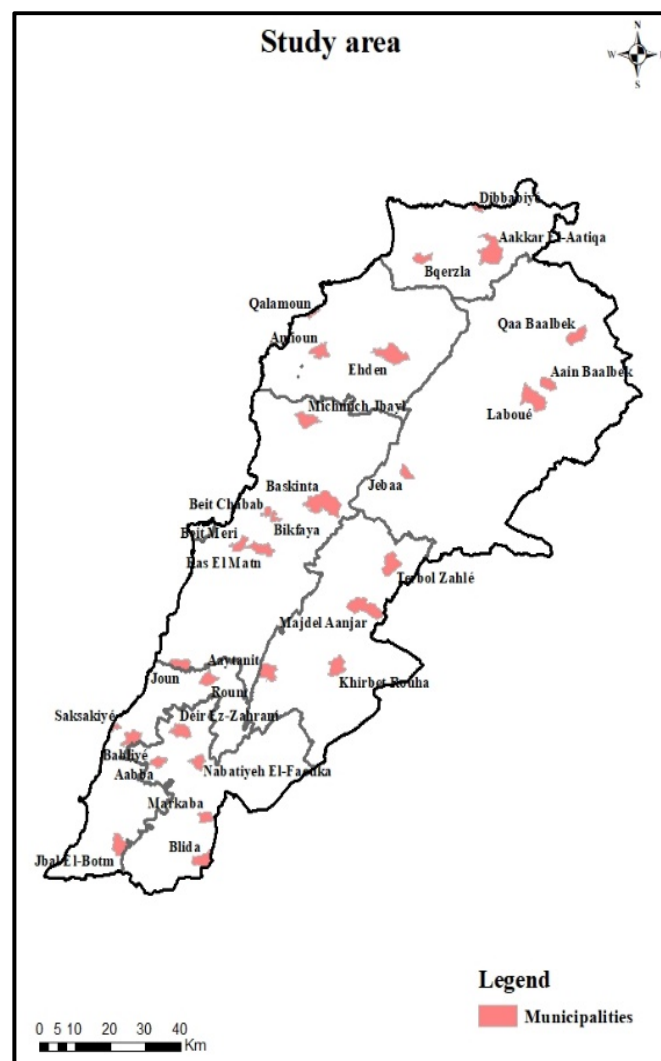 Study area
N
W
S
Djbbabiyé
Aakkar El-Aatiqa
Bqerzla
Qalamoun
Amioun
Ehden
Qaa Baalbek
Aain Baalbek
Laboué
Michmich Jbayl
Jebaa
Baskinta
Beit Chabab
Bikfaya
Beit Meri
Ras El Matn
Terbol Zahlé
Majdel Aanjar
Aaytanit
Joun
Roum
Khirbet Rouha
Saksakiyé
Deir Ez-Zahrani
Babliyé
Aabba
Nabatiyeh El-Faouka
Markaba
Blida
Jbal El-Botm
Legend
Municipalities
0 5 10 20 30 40
Km